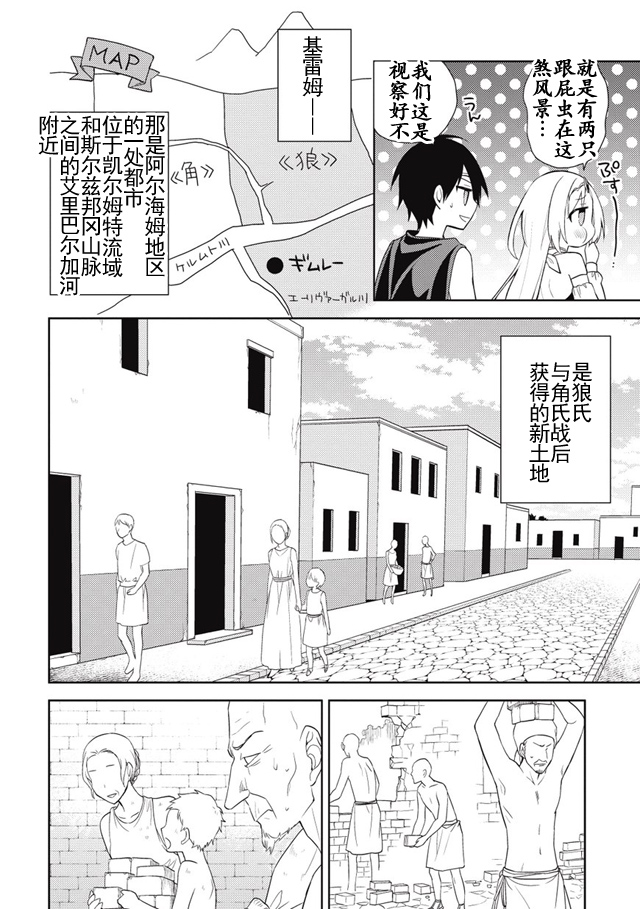 就是有两只
跟屁虫在这
煞风景…
ぷすー
我们这是
视察好不
うん
基雷姆——
MAP
《狼》
《角》
ケルムト川
ギムレー
エーリヴァーガル川
那是阿尔海姆地区
的一处都市
位于凯尔姆特流域
和斯尔兹邦冈山脉
之间的艾里巴尔加河
附近
是狼氏
与角氏战后
获得的新土地